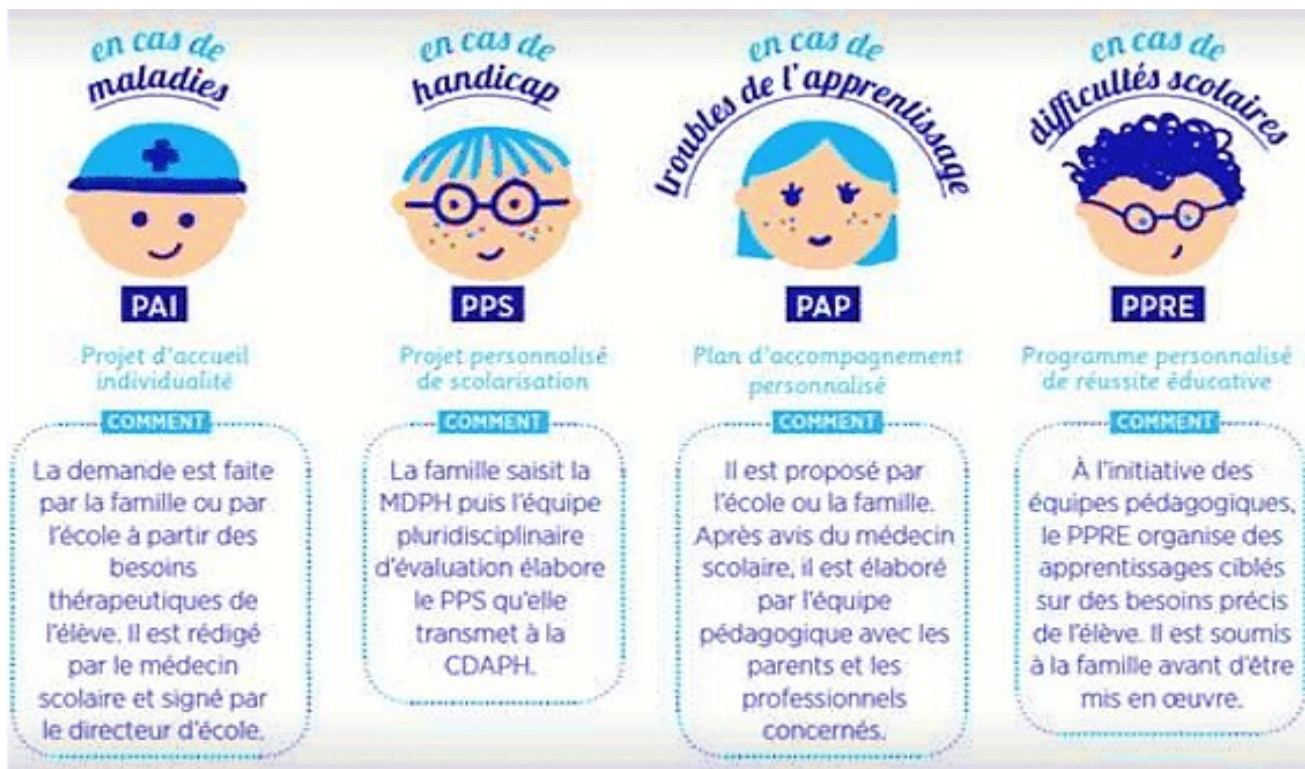 en cas de
maladies
PAI
Projet d'accueil
individualité
COMMENT
La demande est faite
par la famille ou par
l'école à partir des
besoins
thérapeutiques de
l'élève. Il est rédigé
par le médecin
scolaire et signé par
le directeur d'école.
en cas de
handicap
PPS
Projet personnalisé
de scolarisation
COMMENT
La famille saisit la
MDPH puis l'équipe
pluridisciplinaire
d'évaluation élabore
le PPS qu'elle
transmet à la
CDAPH.
en cas de
troubles de l'apprentissage
PAP
Plan d'accompagnement
personnalisé
COMMENT
Il est proposé par
l'école ou la famille.
Après avis du médecin
scolaire, il est élaboré
par l'équipe
pédagogique avec les
parents et les
professionnels
concernés.
en cas de
difficultés scolaires
PPRE
Programme personnalisé
de réussite éducative
COMMENT
À l'initiative des
équipes pédagogiques,
le PPRE organise des
apprentissages ciblés
sur des besoins précis
de l'élève. Il est soumis
à la famille avant d'être
mis en œuvre.